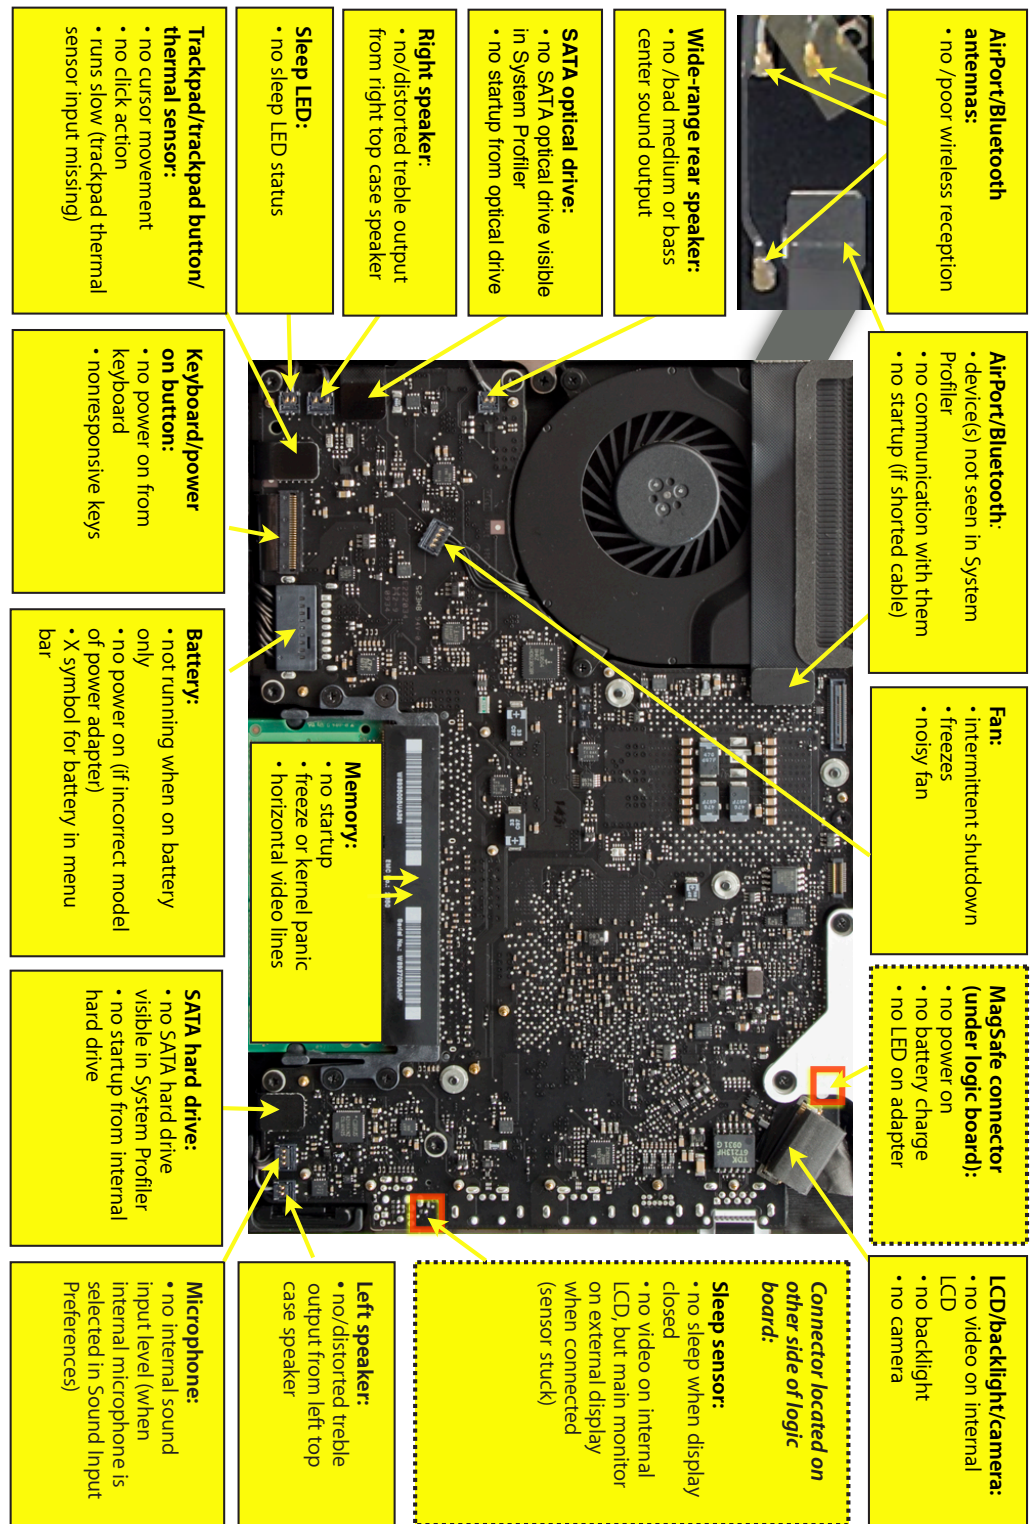 AirPort/Bluetooth
antennas:
• no /poor wireless reception
Wide-range rear speaker:
• no /bad medium or bass
center sound output
SATA optical drive:
• no SATA optical drive visible
in System Profiler
• no startup from optical drive
Right speaker:
• no/distorted treble output
from right top case speaker
Sleep LED:
• no sleep LED status
Trackpad/trackpad button/
thermal sensor:
• no cursor movement
• no click action
• runs slow (trackpad thermal
sensor input missing)
AirPort/Bluetooth:
• device(s) not seen in System
Profiler
• no communication with them
• no startup (if shorted cable)
Keyboard/power
on button:
• no power on from
keyboard
• nonresponsive keys
Fan:
• intermittent shutdown
• freezes
• noisy fan
Memory:
• no startup
• freeze or kernel panic
• horizontal video lines
Battery:
• not running when on battery
only
• no power on (if incorrect model
of power adapter)
• X symbol for battery in menu
bar
MagSafe connector
(under logic board):
• no power on
• no battery charge
• no LED on adapter
SATA hard drive:
• no SATA hard drive
visible in System Profiler
• no startup from internal
hard drive
LCD/backlight/camera:
• no video on internal
LCD
• no backlight
• no camera
Connector located on
other side of logic
board:
Sleep sensor:
• no sleep when display
closed
• no video on internal
LCD, but main monitor
on external display
when connected
(sensor stuck)
Left speaker:
• no/distorted treble
output from left top
case speaker
Microphone:
• no internal sound
input level (when
internal microphone is
selected in Sound Input
Preferences)
TDK
6T213HF
0931G